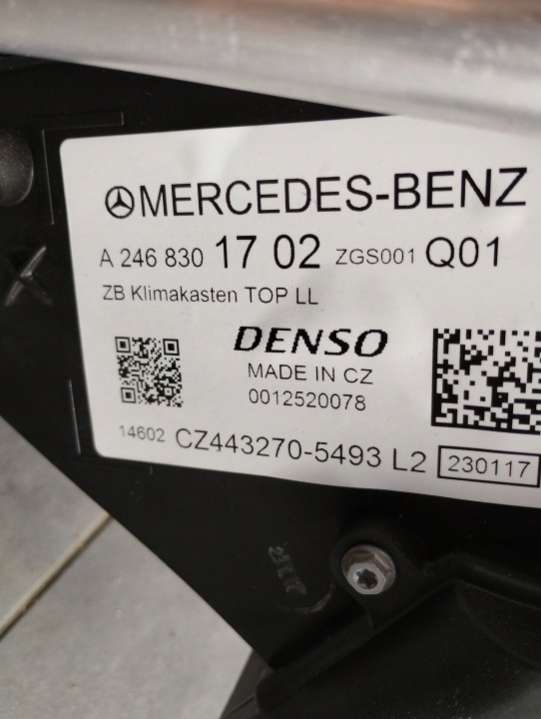 MERCEDES-BENZ
A 246 830 17 02 ZGS001 Q01
ZB Klimakasten TOP LL
DENSO
MADE IN CZ
0012520078
14602 CZ443270-5493 L2 230117